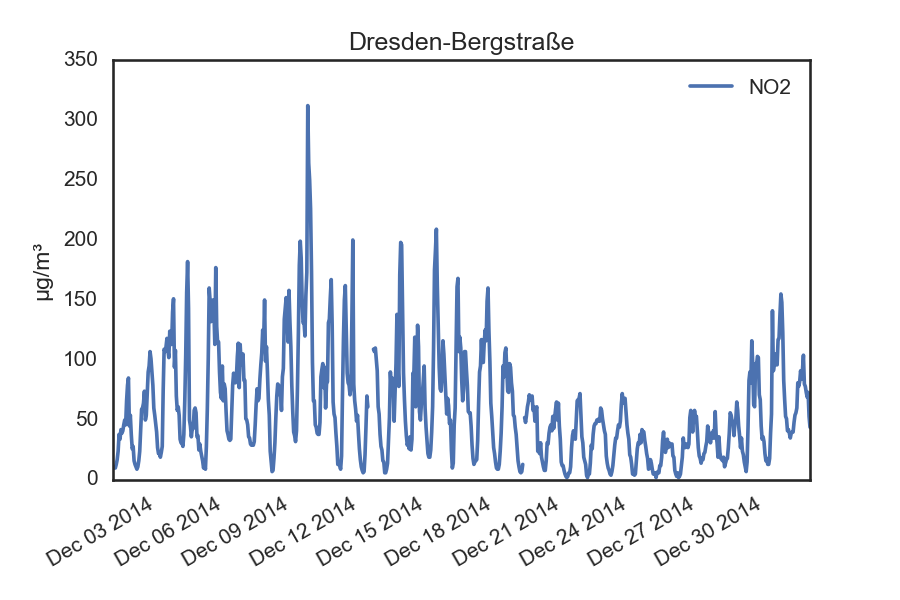 Dresden-Bergstraße
NO2
µg/m³
350
300
250
200
150
100
50
0
Dec 03 2014
Dec 06 2014
Dec 09 2014
Dec 12 2014
Dec 15 2014
Dec 18 2014
Dec 21 2014
Dec 24 2014
Dec 27 2014
Dec 30 2014